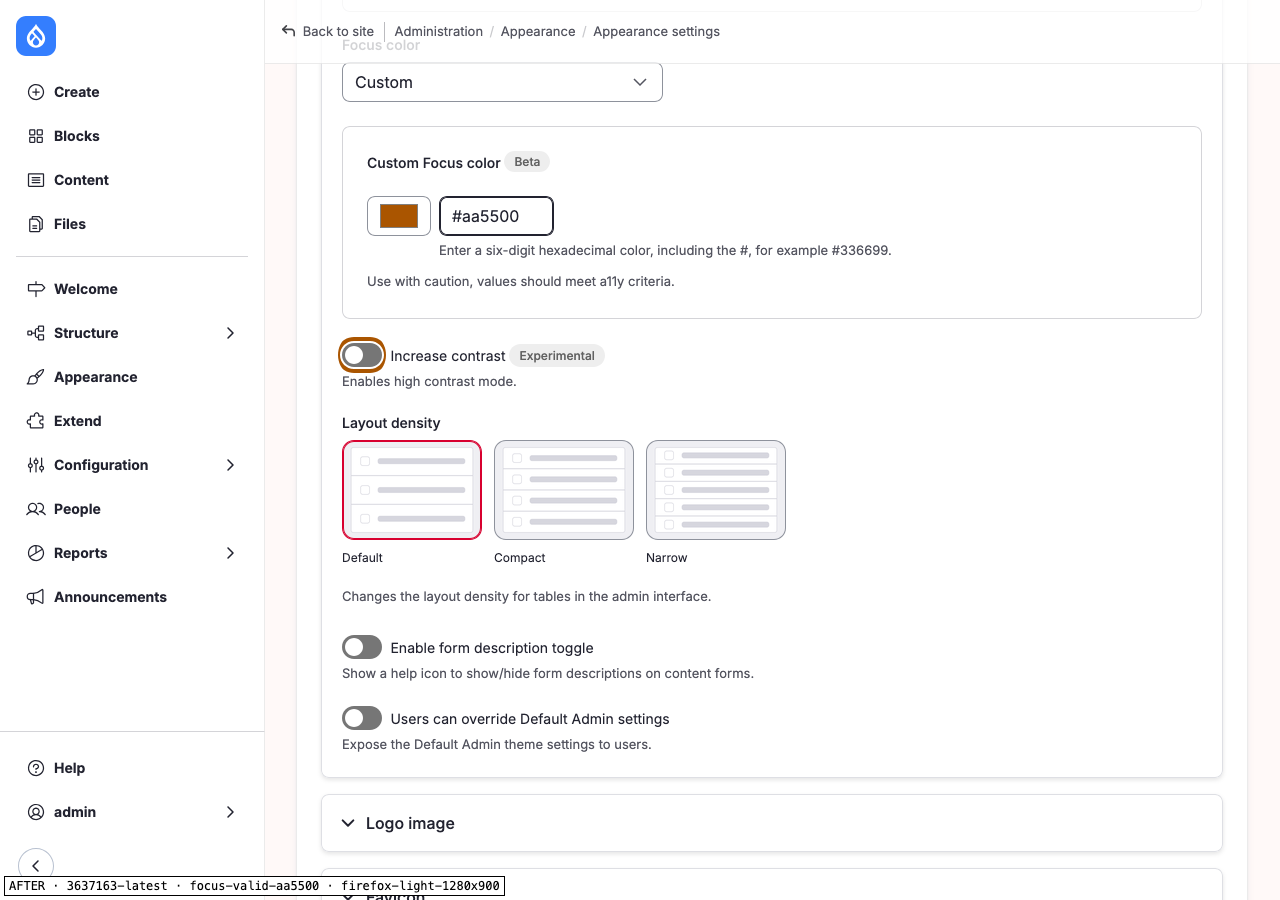 Back to site
Administration / Appearance / Appearance settings
Create
Blocks
Content
Files
Welcome
Structure
Appearance
Extend
Configuration
People
Reports
Announcements
Help
admin
Focus color
Custom
Custom Focus color Beta
#aa5500
Enter a six-digit hexadecimal color, including the #, for example #336699.
Use with caution, values should meet a11y criteria.
Increase contrast Experimental
Enables high contrast mode.
Layout density
Default Compact Narrow
Changes the layout density for tables in the admin interface.
Enable form description toggle
Show a help icon to show/hide form descriptions on content forms.
Users can override Default Admin settings
Expose the Default Admin theme settings to users.
Logo image
Favicon
AFTER · 3637163-latest · focus-valid-aa5500 · firefox-light-1280x900